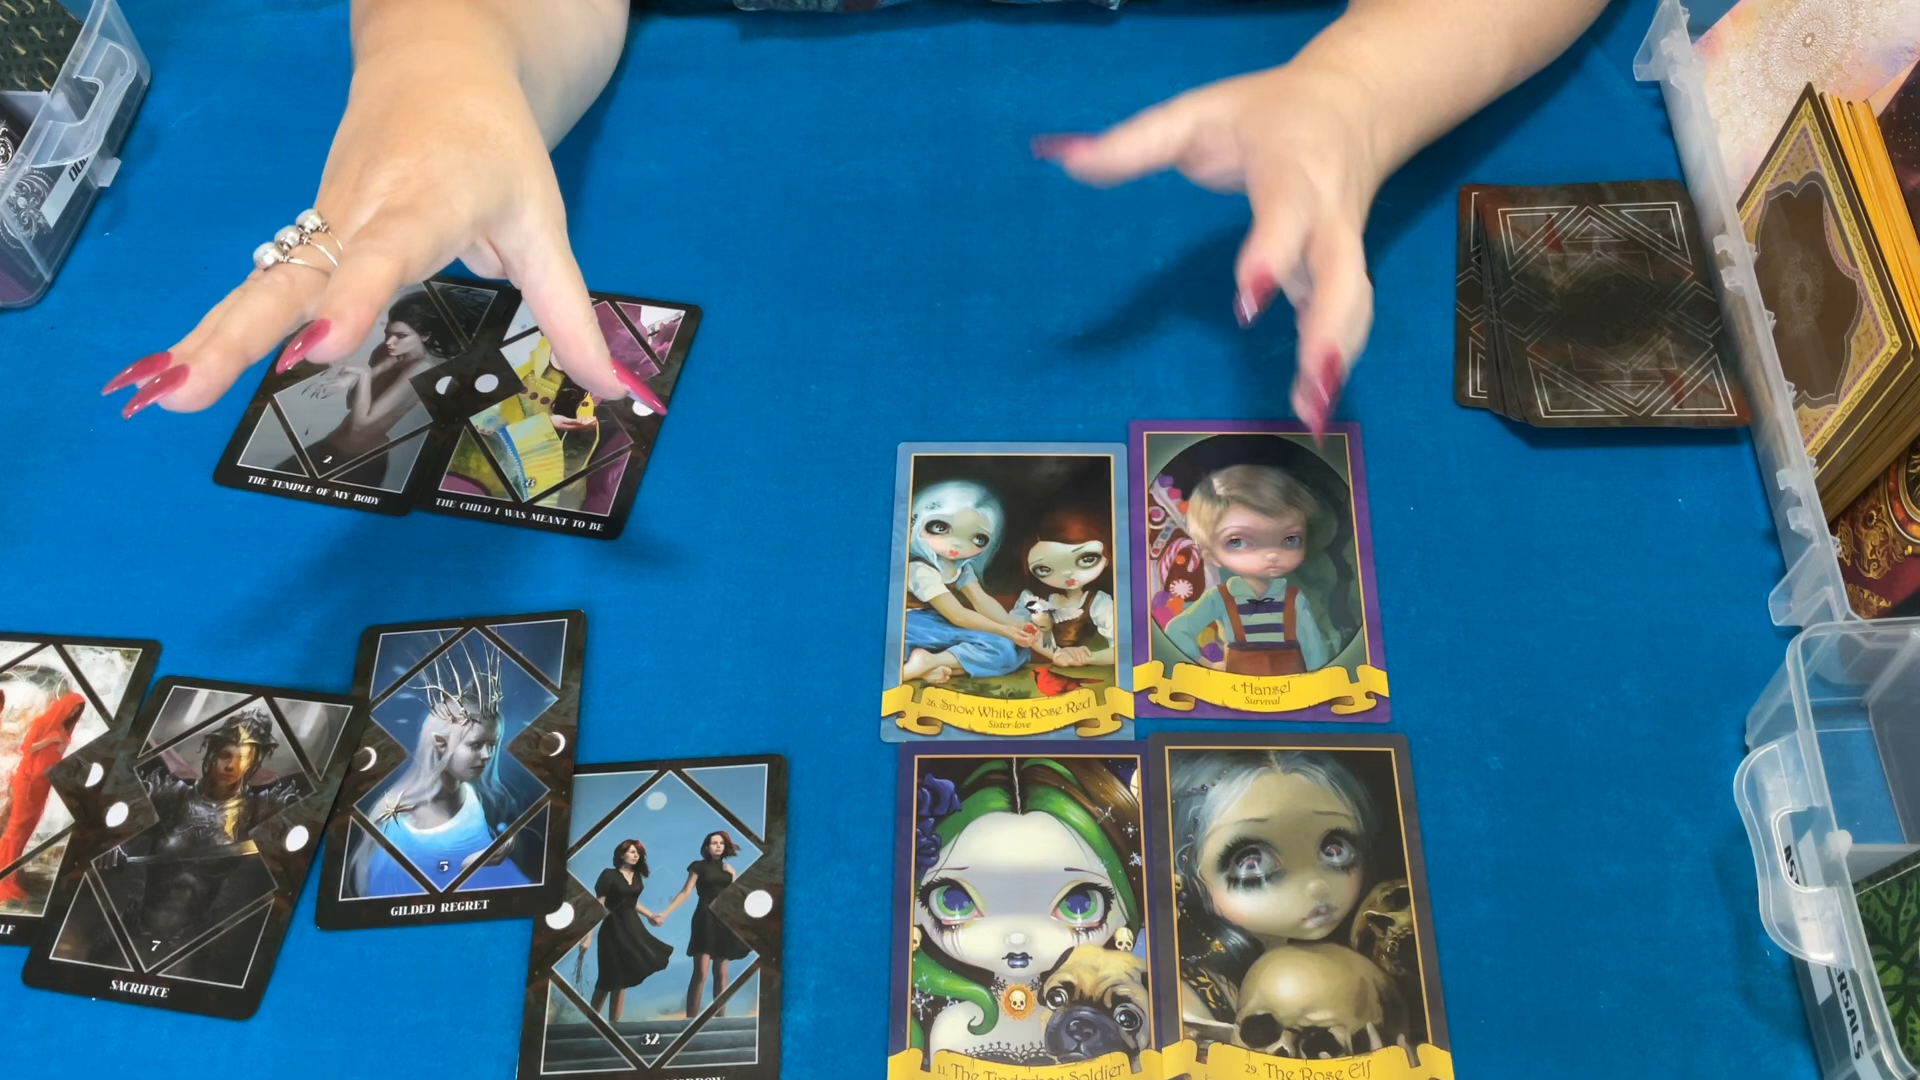 2
THE TEMPLE OF MY BODY
8
THE CHILD I WAS MEANT TO BE
26. Snow White & Rose Red
Sister-love
4. Hansel
Survival
7
SACRIFICE
5
GILDED REGRET
32
11. The Tinderbox Soldier
29. The Rose Elf